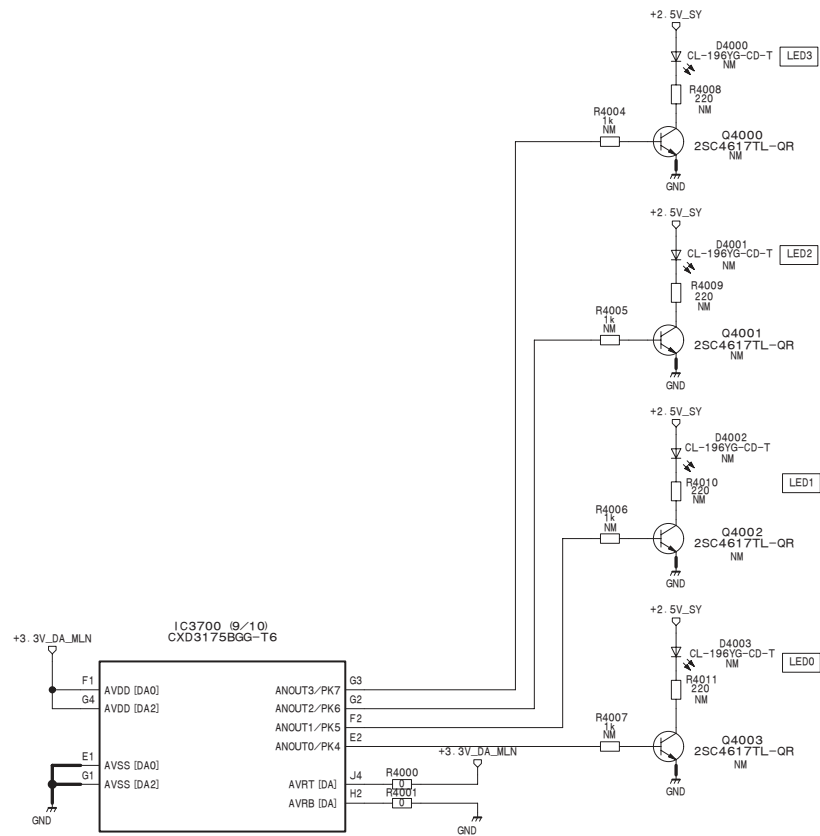 +2.5V_SY
D4000
CL-196YG-CD-T
NM
LED3
R4008
220
NM
R4004
1k
NM
Q4000
2SC4617TL-QR
NM
GND
+2.5V_SY
D4001
CL-196YG-CD-T
NM
LED2
R4009
220
NM
R4005
1k
NM
Q4001
2SC4617TL-QR
NM
GND
+2.5V_SY
D4002
CL-196YG-CD-T
NM
R4010
220
NM
LED1
R4006
1k
NM
Q4002
2SC4617TL-QR
NM
GND
+2.5V_SY
D4003
CL-196YG-CD-T
NM
LED0
R4011
220
NM
R4007
1k
NM
Q4003
2SC4617TL-QR
NM
GND
IC3700 (9/10)
CXD3175BGG-T6
+3.3V_DA_MLN
F1 AVDD [DA0]
G4 AVDD [DA2]
E1 AVSS [DA0]
G1 AVSS [DA2]
GND
ANOUT3/PK7 G3
ANOUT2/PK6 G2
ANOUT1/PK5 F2
ANOUT0/PK4 E2
+3.3V_DA_MLN
AVRT [DA] J4 R4000
0
AVRB [DA] H2 R4001
0
GND